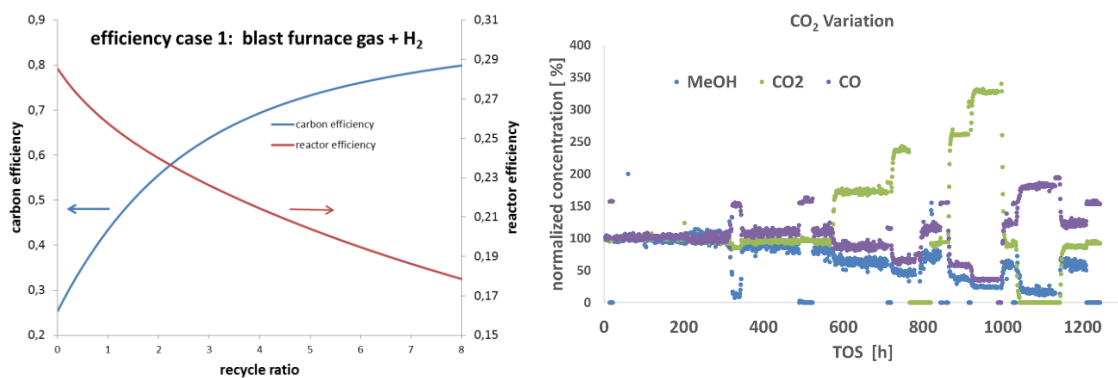 efficiency case 1: blast furnace gas + H2
carbon efficiency
0,9
0,8
0,7
0,6
0,5
0,4
0,3
0,2
carbon efficiency
reactor efficiency
0,31
0,29
0,27
0,25
0,23
0,21
0,19
0,17
0,15
reactor efficiency
0 1 2 3 4 5 6 7 8
recycle ratio
CO2 Variation
normalized concentration [ %]
400
350
300
250
200
150
100
50
0
MeOH CO2 CO
0 200 400 600 800 1000 1200
TOS [h]